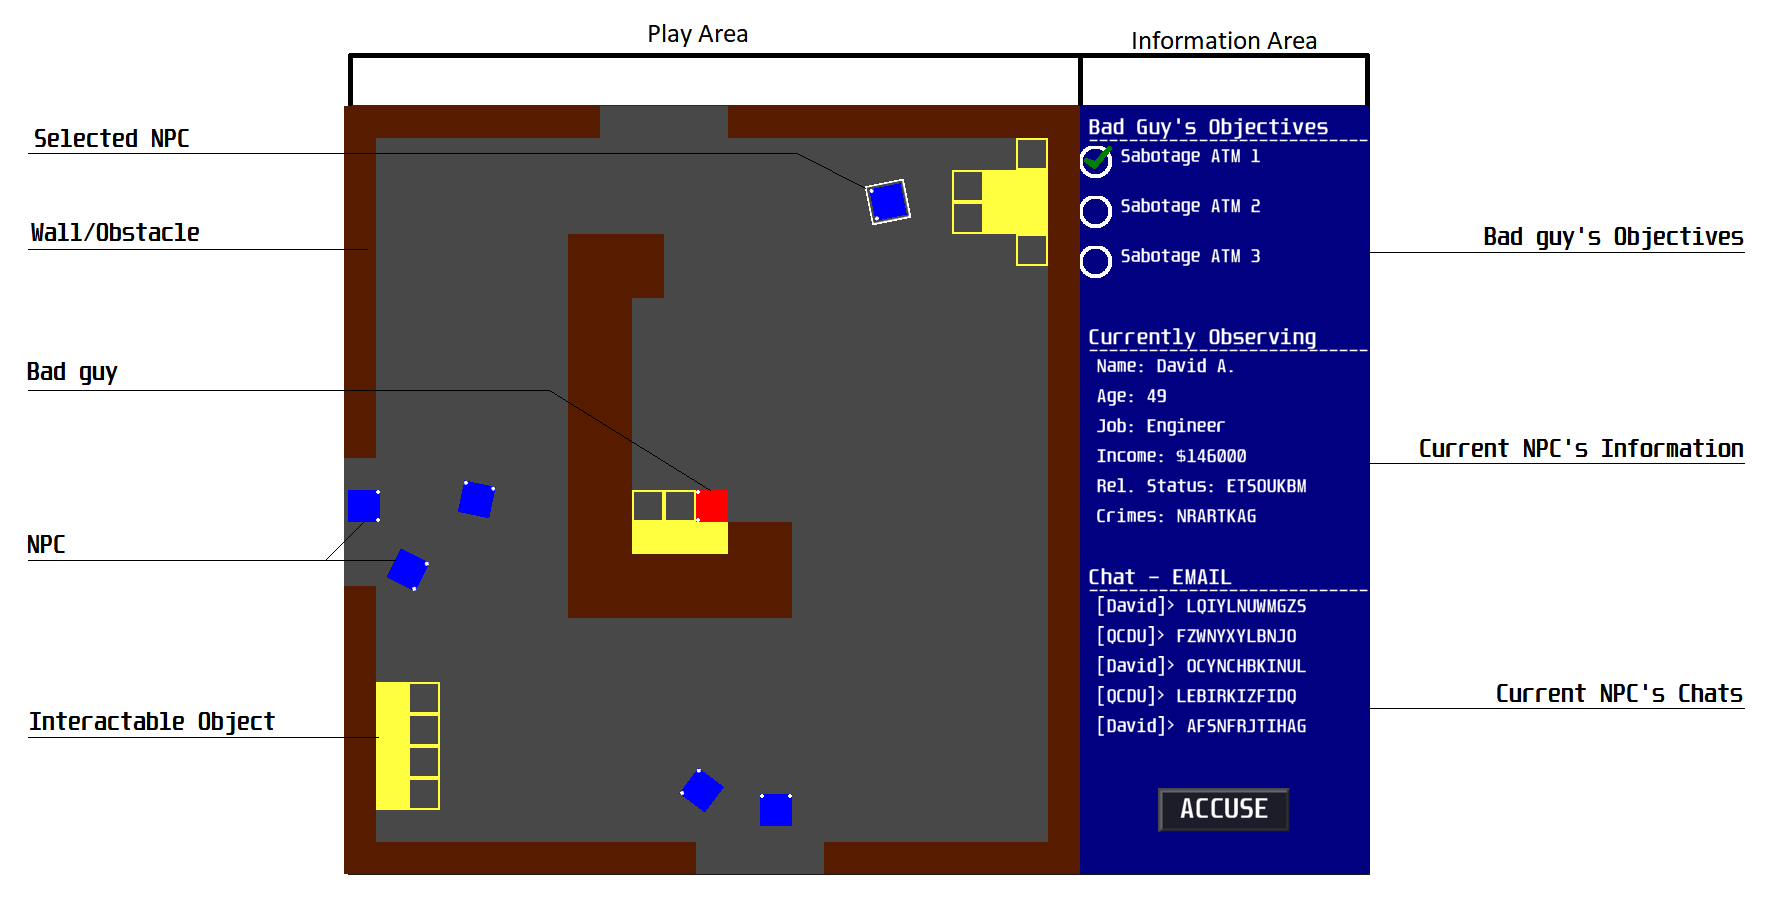 Play Area
Information Area
Selected NPC
Wall/Obstacle
Bad guy
NPC
Interactable Object
Bad Guy's Objectives
Sabotage ATM 1
Sabotage ATM 2
Sabotage ATM 3
Currently Observing
Name: David A.
Age: 49
Job: Engineer
Income: $146000
Rel. Status: ETSOUKBM
Crimes: NRARTKAG
Chat - EMAIL
[David]> LQIYLNUWMGZS
[QCDU]> FZWNYXYLBNJO
[David]> OCYNCHBKINUL
[QCDU]> LEBIRKIZFIDQ
[David]> AFSNFRJTIHAG
ACCUSE
Bad guy's Objectives
Current NPC's Information
Current NPC's Chats